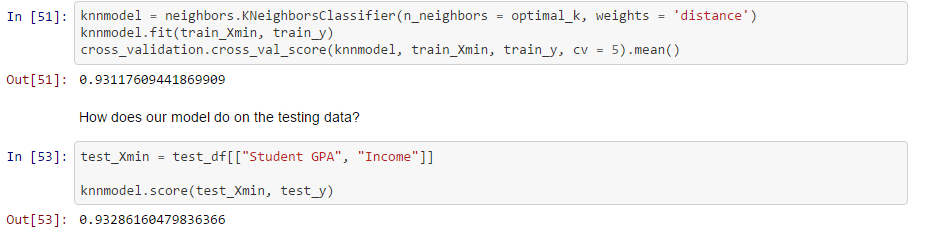 In [51]: knnmodel = neighbors.KNeighborsClassifier(n_neighbors = optimal_k, weights = 'distance')
knnmodel.fit(train_Xmin, train_y)
cross_validation.cross_val_score(knnmodel, train_Xmin, train_y, cv = 5).mean()
Out[51]: 0.93117609441869909
How does our model do on the testing data?
In [53]: test_Xmin = test_df[["Student GPA", "Income"]]
knnmodel.score(test_Xmin, test_y)
Out[53]: 0.93286160479836366